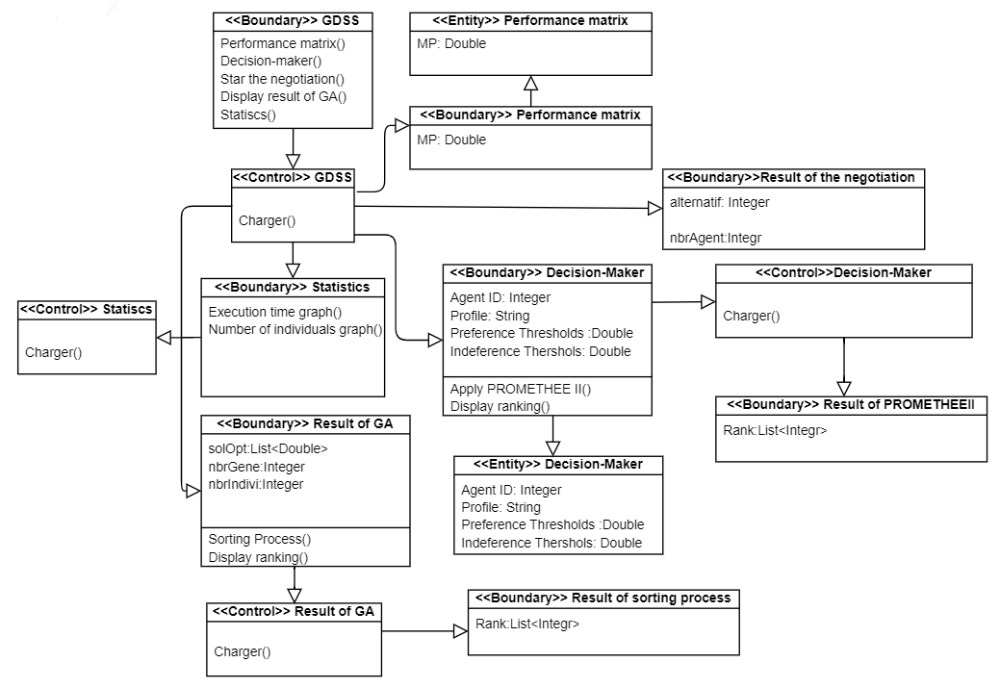 <<Boundary>> GDSS
Performance matrix()
Decision-maker()
Star the negotiation()
Display result of GA()
Statiscs()
<<Entity>> Performance matrix
MP: Double
<<Boundary>> Performance matrix
MP: Double
<<Control>> GDSS
Charger()
<<Boundary>>Result of the negotiation
alternatif: Integer
nbrAgent:Integr
<<Boundary>> Statistics
Execution time graph()
Number of individuals graph()
<<Control>> Statiscs
Charger()
<<Boundary>> Decision-Maker
Agent ID: Integer
Profile: String
Preference Thresholds :Double
Indeference Thershols: Double
Apply PROMETHEE II()
Display ranking()
<<Control>>Decision-Maker
Charger()
<<Boundary>> Result of PROMETHEEII
Rank:List<Integr>
<<Boundary>> Result of GA
solOpt:List<Double>
nbrGene:Integer
nbrIndivi:Integer
Sorting Process()
Display ranking()
<<Entity>> Decision-Maker
Agent ID: Integer
Profile: String
Preference Thresholds :Double
Indeference Thershols: Double
<<Control>> Result of GA
Charger()
<<Boundary>> Result of sorting process
Rank:List<Integr>